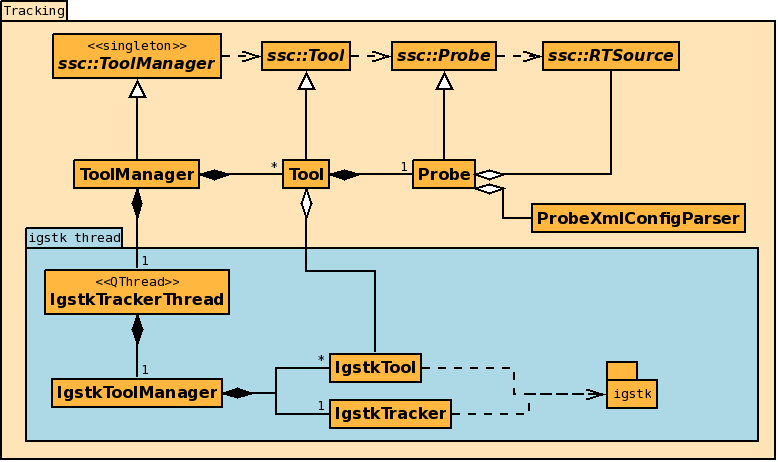 Tracking
<<singleton>>
ssc::ToolManager
ssc::Tool
ssc::Probe
ssc::RTSource
ToolManager
*
Tool
1
Probe
ProbeXmlConfigParser
igstk thread
1
<<QThread>>
IgstkTrackerThread
1
IgstkToolManager
*
IgstkTool
1
IgstkTracker
igstk